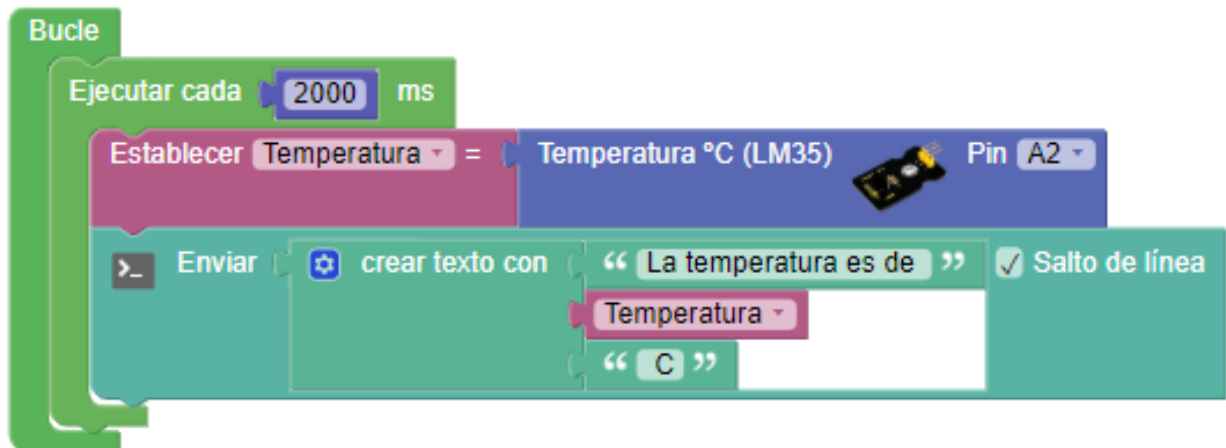 Bucle
Ejecutar cada 2000 ms
Establecer Temperatura = Temperatura ºC (LM35) Pin A2
>_ Enviar crear texto con “ La temperatura es de ” Salto de línea
Temperatura
“ C ”